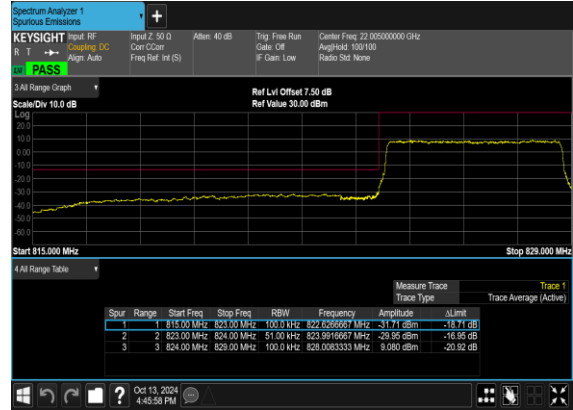 Spectrum Analyzer 1
Spurious Emissions
+
KEYSIGHT Input: RF Input Z: 50 Ω Atten: 40 dB Trig: Free Run Center Freq: 22.005000000 GHz
R T Coupling: DC Corr CCorr Gate: Off Avg|Hold: 100/100
Align: Auto Freq Ref: Int (S) IF Gain: Low Radio Std: None
PASS
3 All Range Graph
Ref Lvl Offset 7.50 dB
Scale/Div 10.0 dB Ref Value 30.00 dBm
Log
20.0
10.0
0.00
-10.0
-20.0
-30.0
-40.0
-50.0
-60.0
Start 815.000 MHz Stop 829.000 MHz
4 All Range Table
Measure Trace Trace 1
Trace Type Trace Average (Active)
Spur Range Start Freq Stop Freq RBW Frequency Amplitude ΔLimit
1 1 815.00 MHz 823.00 MHz 100.0 kHz 822.6266667 MHz -31.71 dBm -18.71 dB
2 2 823.00 MHz 824.00 MHz 51.00 kHz 823.9916667 MHz -29.95 dBm -16.95 dB
3 3 824.00 MHz 829.00 MHz 100.0 kHz 828.0083333 MHz 9.080 dBm -20.92 dB
? Oct 13, 2024
4:45:58 PM